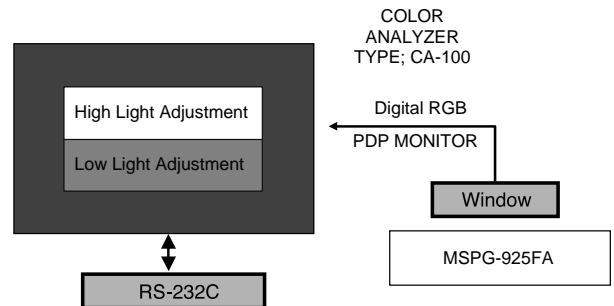 COLOR
ANALYZER
TYPE; CA-100
High Light Adjustment
Low Light Adjustment
Digital RGB
PDP MONITOR
Window
MSPG-925FA
RS-232C